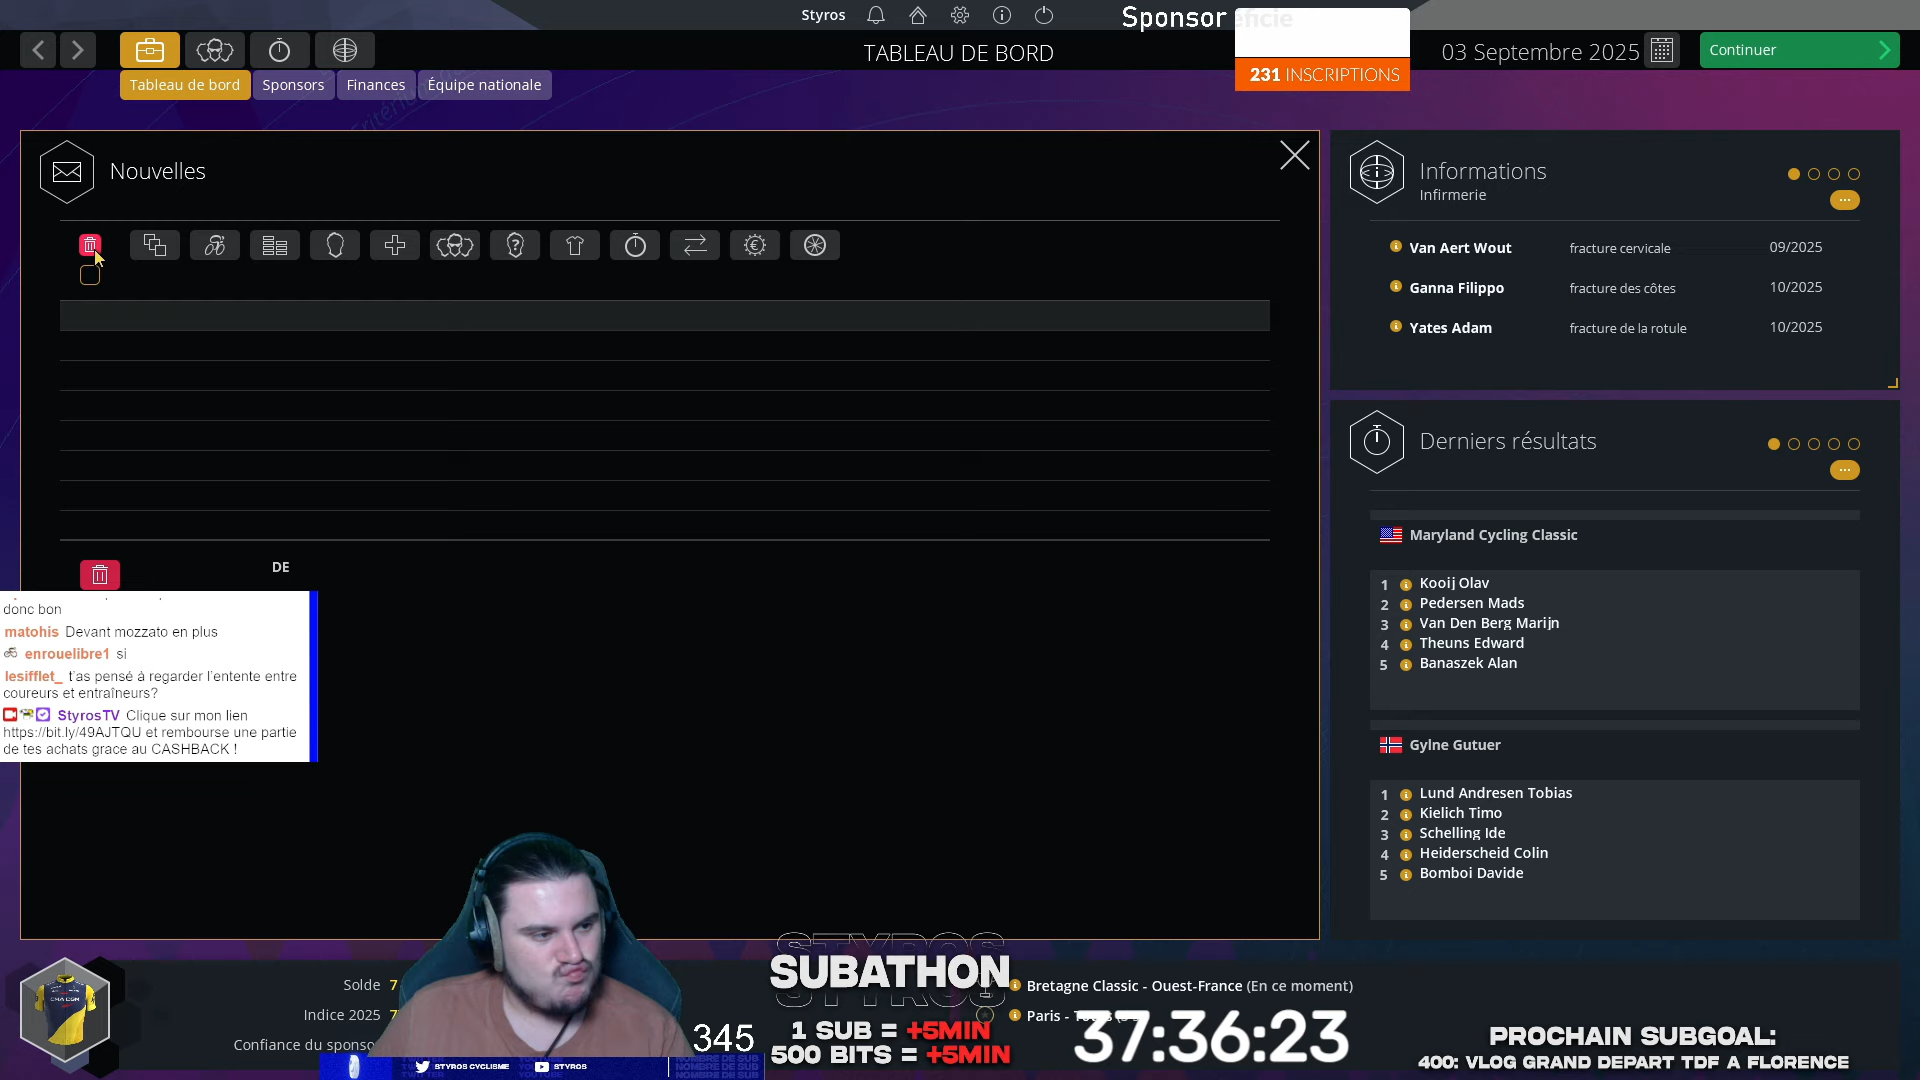 Styros
Sponsor eficie
TABLEAU DE BORD
231 INSCRIPTIONS
03 Septembre 2025
Continuer
Tableau de bord
Sponsors
Finances
Équipe nationale
Nouvelles
DE
donc bon
matohis Devant mozzato en plus
enrouelibre1 si
lesifflet_ t'as pensé à regarder l'entente entre
coureurs et entraîneurs?
StyrosTV Clique sur mon lien
https://bit.ly/49AJTQU et rembourse une partie
de tes achats grace au CASHBACK !
Informations
Infirmerie
Van Aert Wout fracture cervicale 09/2025
Ganna Filippo fracture des côtes 10/2025
Yates Adam fracture de la rotule 10/2025
Derniers résultats
Maryland Cycling Classic
1 Kooij Olav
2 Pedersen Mads
3 Van Den Berg Marijn
4 Theuns Edward
5 Banaszek Alan
Gylne Gutuer
1 Lund Andresen Tobias
2 Kielich Timo
3 Schelling Ide
4 Heiderscheid Colin
5 Bomboi Davide
CMA CGM
Solde 7
Indice 2025 7
Confiance du sponso
STYROS CYCLISME
STYROS
345
STYROS
SUBATHON
STYROS
1 SUB = +5MIN
500 BITS = +5MIN
Bretagne Classic - Ouest-France (En ce moment)
Paris - Tours
37:36:23
PROCHAIN SUBGOAL:
400: VLOG GRAND DEPART TDF A FLORENCE